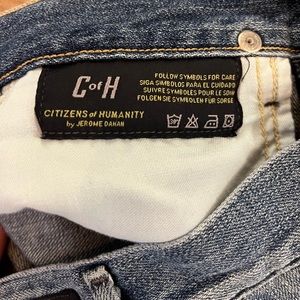 CofH
CITIZENS of HUMANITY
by JEROME DAHAN
FOLLOW SYMBOLS FOR CARE
SIGA SIMBOLOS PARA EL CUIDADO
SUIVRE SYMBOLES POUR LE SOIN
FOLGEN SIE SYMBOLEN FÜR SORGE